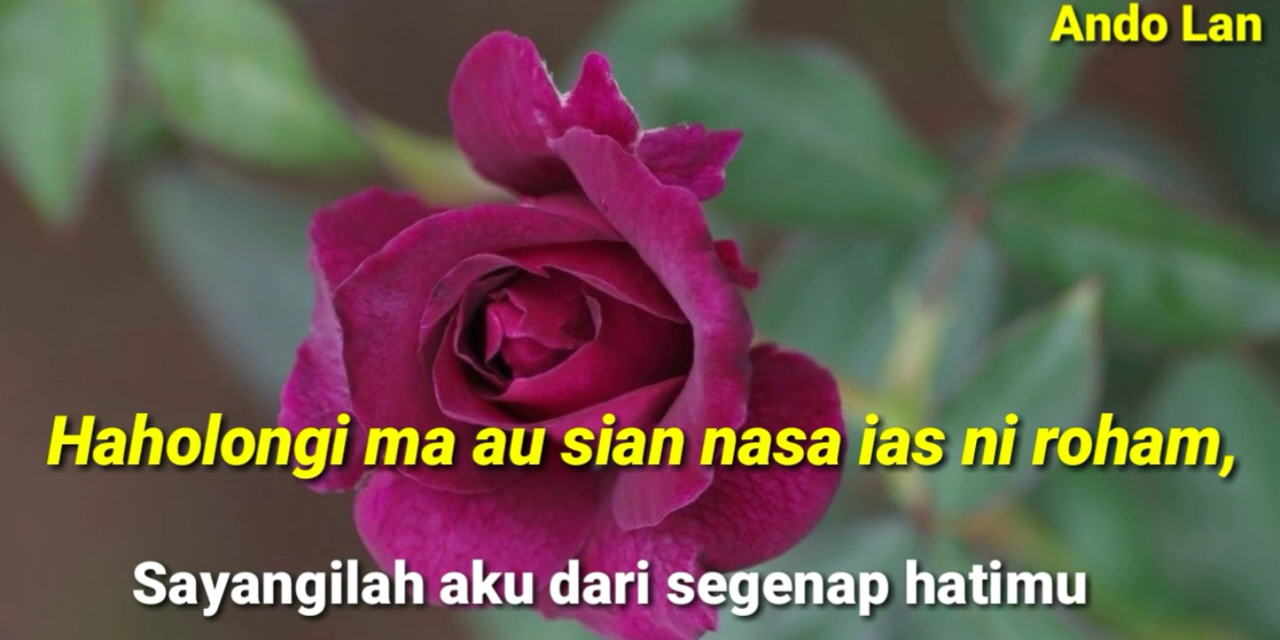 Ando Lan
Haholongi ma au sian nasa ias ni roham,
Sayangilah aku dari segenap hatimu